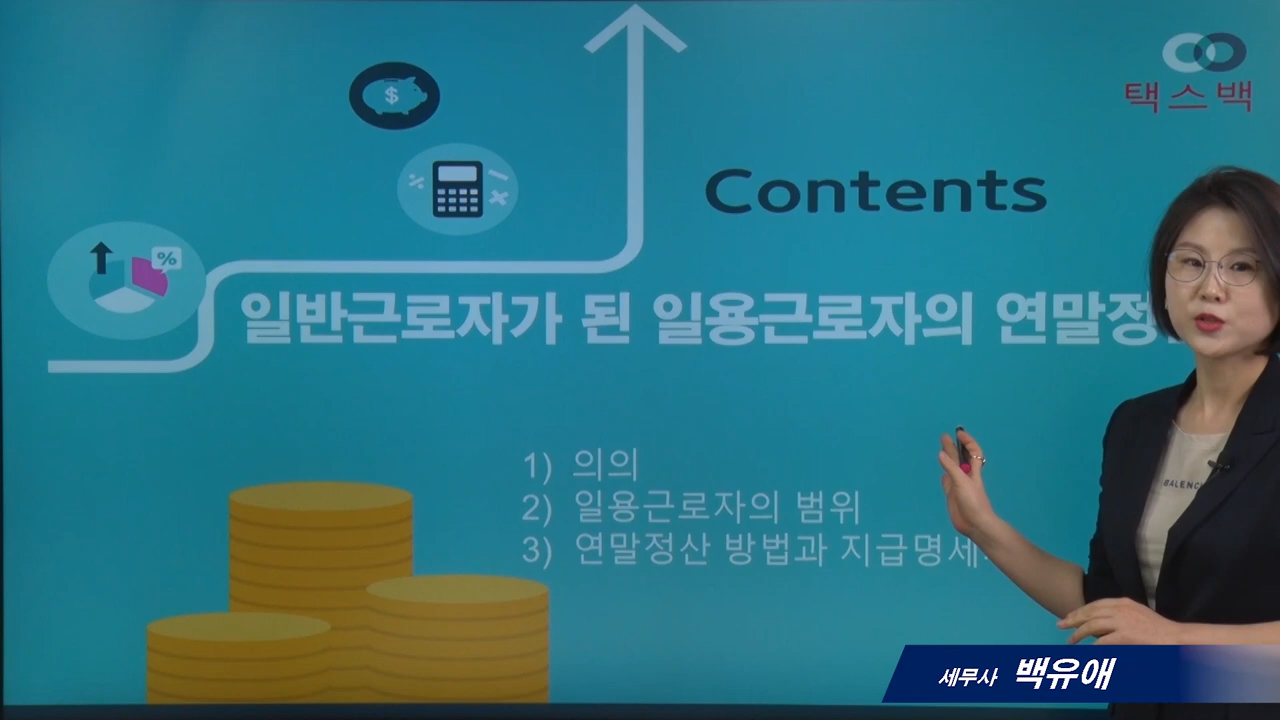 택스백
Contents
%
$
일반근로자가 된 일용근로자의 연말정
1) 의의
2) 일용근로자의 범위
3) 연말정산 방법과 지급명세
세무사 백유애